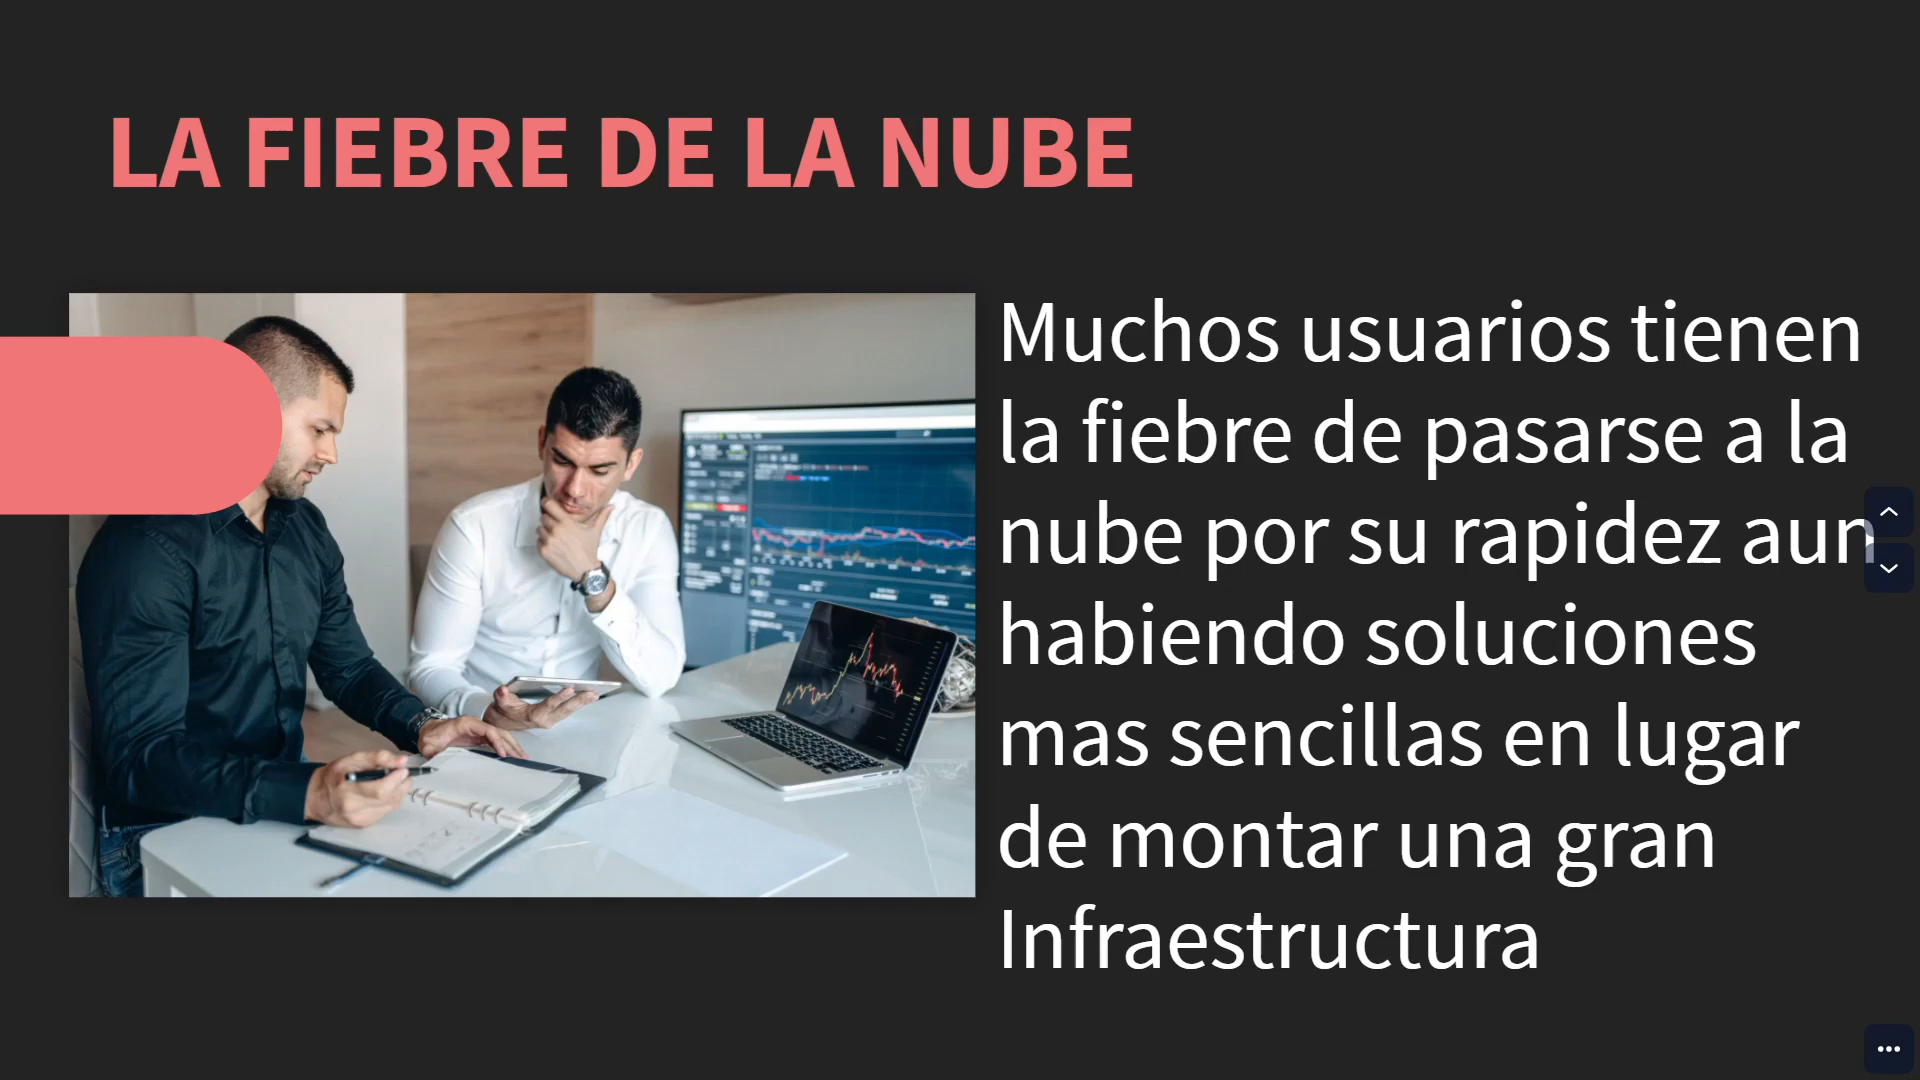 LA FIEBRE DE LA NUBE
Muchos usuarios tienen
la fiebre de pasarse a la
nube por su rapidez aun
habiendo soluciones
mas sencillas en lugar
de montar una gran
Infraestructura